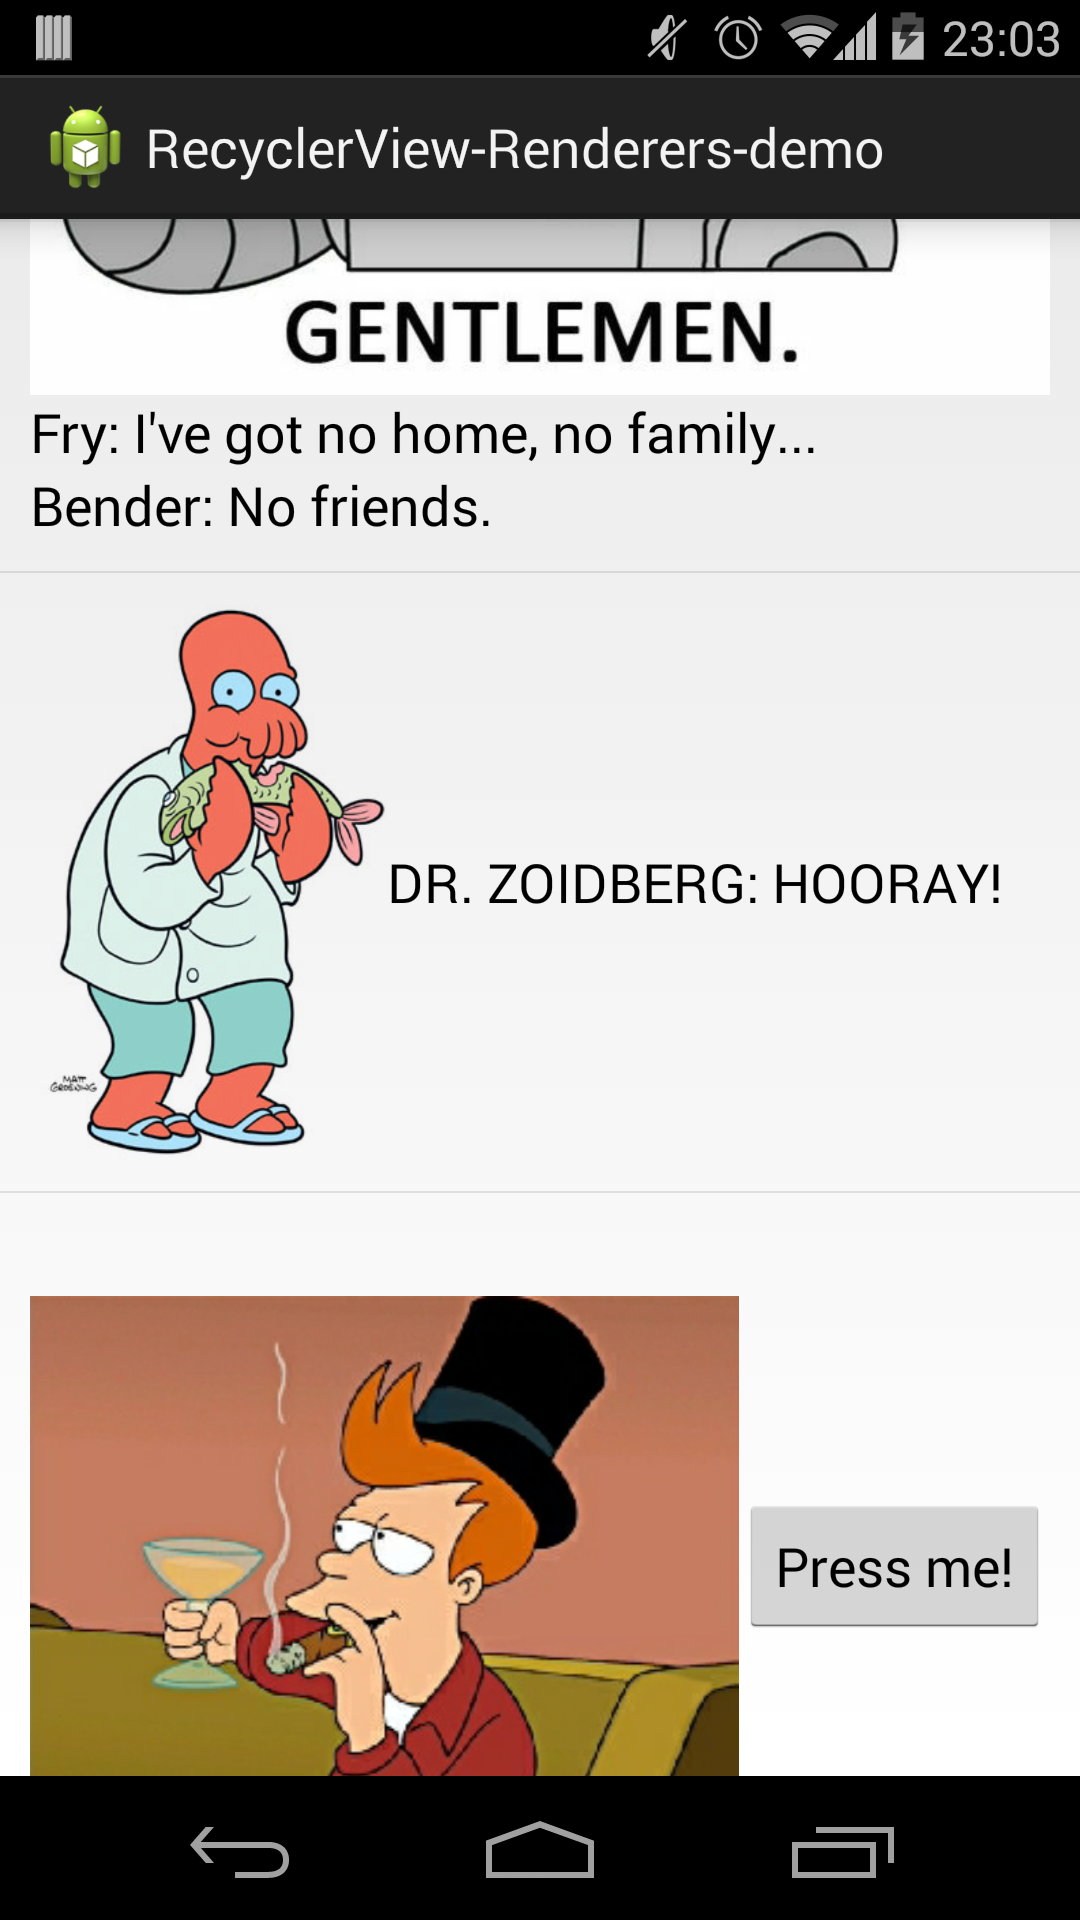 23:03
RecyclerView-Renderers-demo
GENTLEMEN.
Fry: I've got no home, no family...
Bender: No friends.
DR. ZOIDBERG: HOORAY!
MATT
GROENING
Press me!